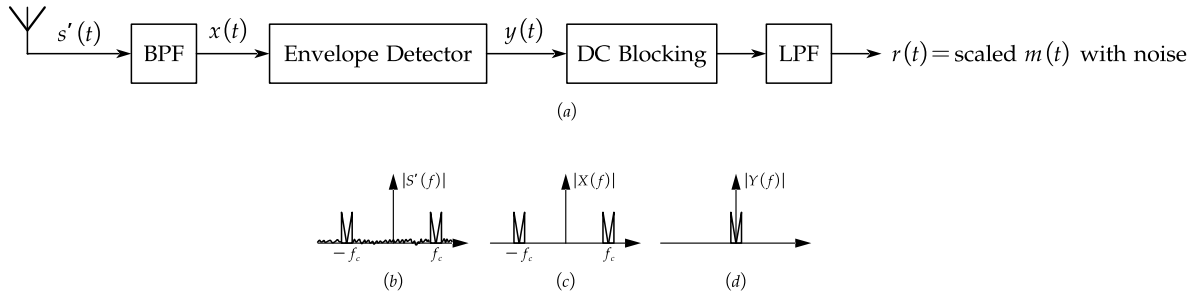 s′(t) BPF x(t) Envelope Detector y(t) DC Blocking LPF r(t)=scaled m(t) with noise
(a)
|S′(f)| |X(f)| |Y(f)|
−f_c f_c −f_c f_c
(b) (c) (d)